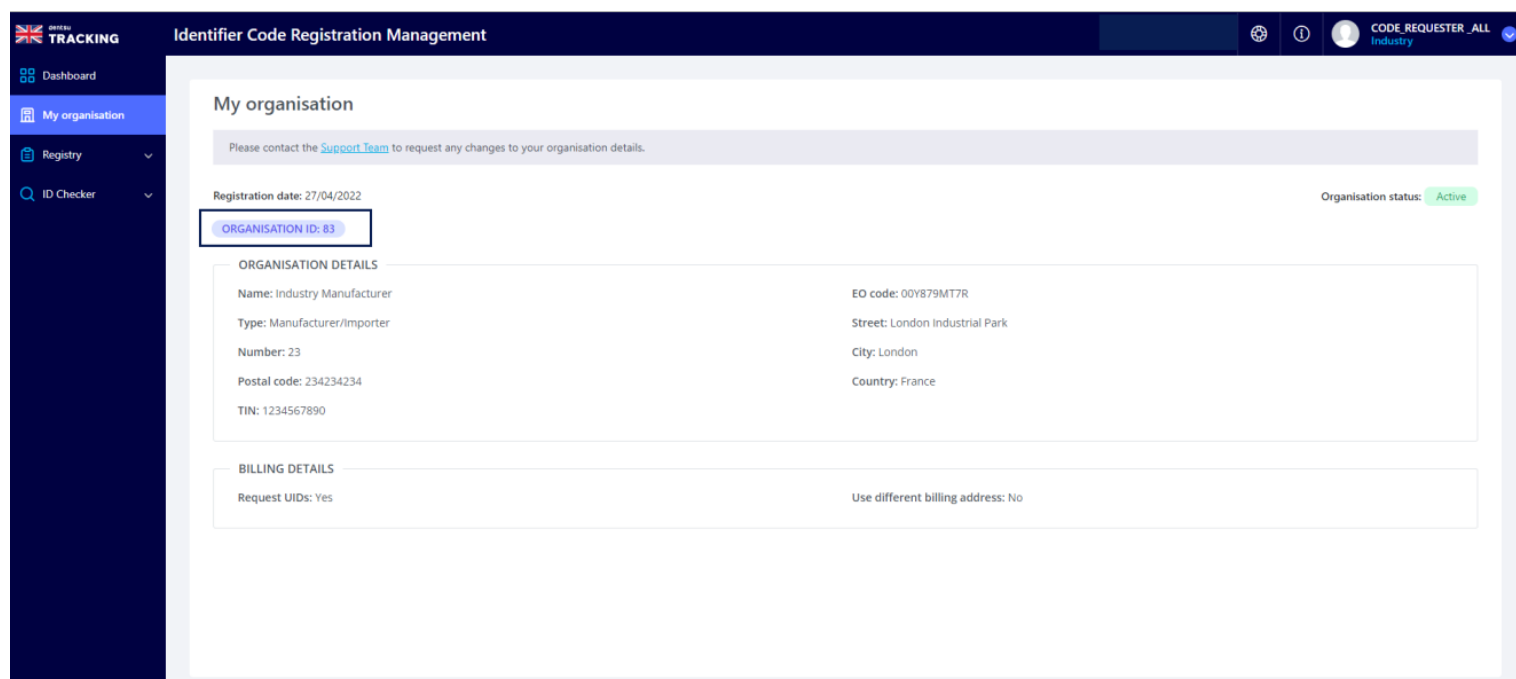 dentsu
TRACKING
Identifier Code Registration Management
CODE_REQUESTER_ALL
Industry
Dashboard
My organisation
Registry
ID Checker
My organisation
Please contact the Support Team to request any changes to your organisation details.
Registration date: 27/04/2022
Organisation status: Active
ORGANISATION ID: 83
ORGANISATION DETAILS
Name: Industry Manufacturer
EO code: 00Y879MT7R
Type: Manufacturer/Importer
Street: London Industrial Park
Number: 23
City: London
Postal code: 234234234
Country: France
TIN: 1234567890
BILLING DETAILS
Request UIDs: Yes
Use different billing address: No